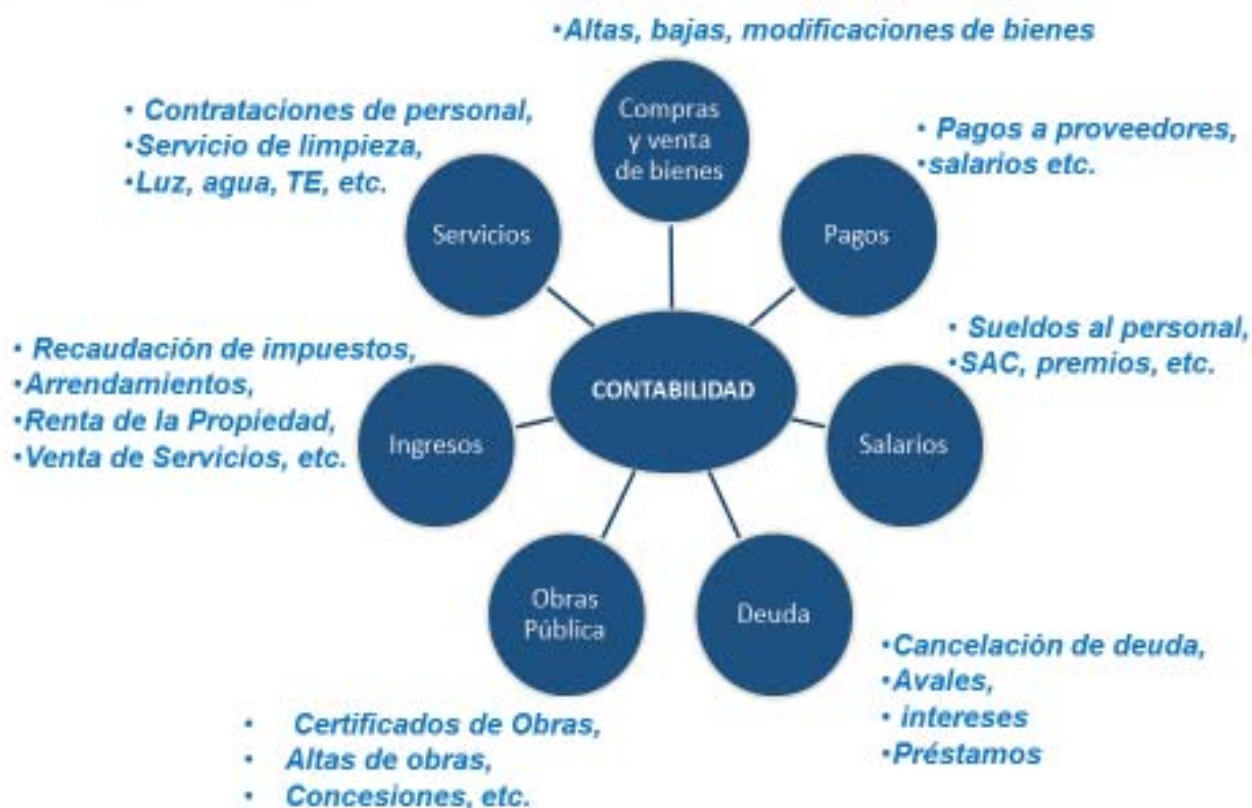 •Altas, bajas, modificaciones de bienes
Compras
y venta
de bienes
• Contrataciones de personal,
•Servicio de limpieza,
•Luz, agua, TE, etc.
Servicios
• Pagos a proveedores,
•salarios etc.
Pagos
CONTABILIDAD
• Recaudación de impuestos,
•Arrendamientos,
•Renta de la Propiedad,
•Venta de Servicios, etc.
Ingresos
• Sueldos al personal,
•SAC, premios, etc.
Salarios
Obras
Pública
• Certificados de Obras,
• Altas de obras,
• Concesiones, etc.
Deuda
•Cancelación de deuda,
•Avales,
• intereses
•Préstamos